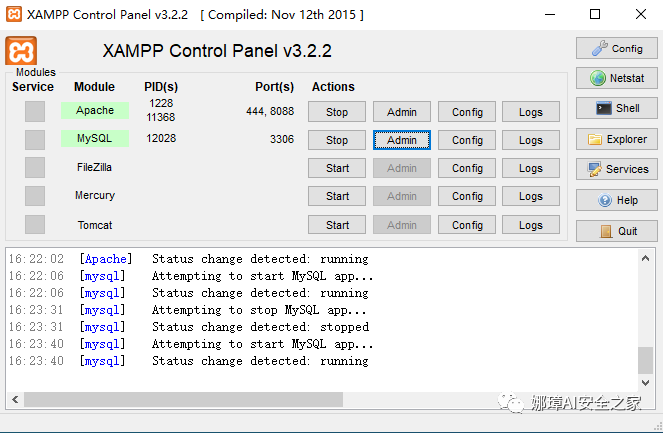 XAMPP Control Panel v3.2.2 [ Compiled: Nov 12th 2015 ]
XAMPP Control Panel v3.2.2
Config
Modules
Service Module PID(s) Port(s) Actions
Netstat
Apache 1228 11368 444, 8088 Stop Admin Config Logs
Shell
MySQL 12028 3306 Stop Admin Config Logs
Explorer
FileZilla Start Admin Config Logs
Services
Mercury Start Admin Config Logs
Help
Tomcat Start Admin Config Logs
Quit
16:22:02 [Apache] Status change detected: running
16:22:06 [mysql] Attempting to start MySQL app...
16:22:06 [mysql] Status change detected: running
16:23:31 [mysql] Attempting to stop MySQL app...
16:23:31 [mysql] Status change detected: stopped
16:23:40 [mysql] Attempting to start MySQL app...
16:23:40 [mysql] Status change detected: running
娜璋AI安全之家